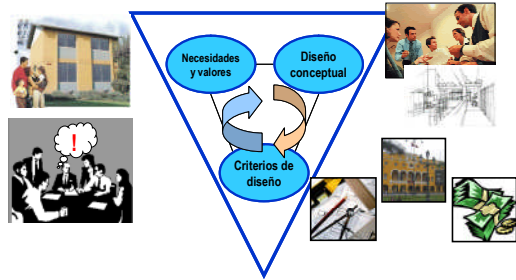 Necesidades
y valores
Diseño
conceptual
!
Criterios de
diseño